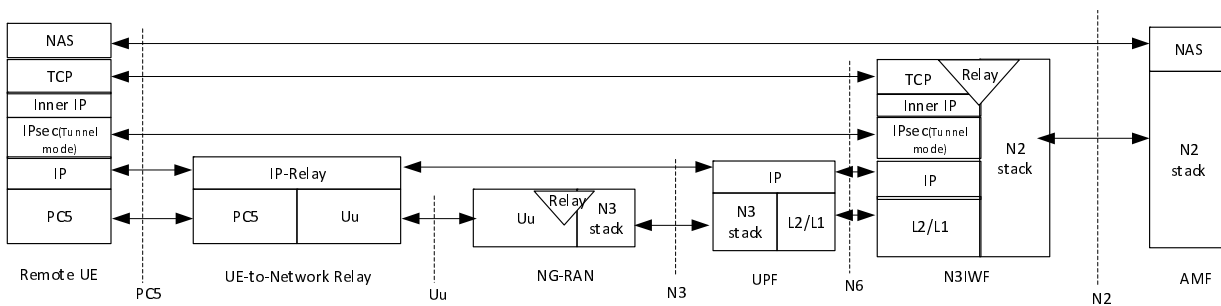 NAS
TCP
Inner IP
IPsec(Tunnel
mode)
IP
PC5
Remote UE
PC5
IP-Relay
PC5
Uu
UE-to-Network Relay
Uu
Relay
Uu
N3
stack
NG-RAN
N3
IP
N3
stack
L2/L1
UPF
N6
TCP
Relay
Inner IP
IPsec(Tunnel
mode)
IP
L2/L1
N2
stack
N3IWF
N2
NAS
N2
stack
AMF